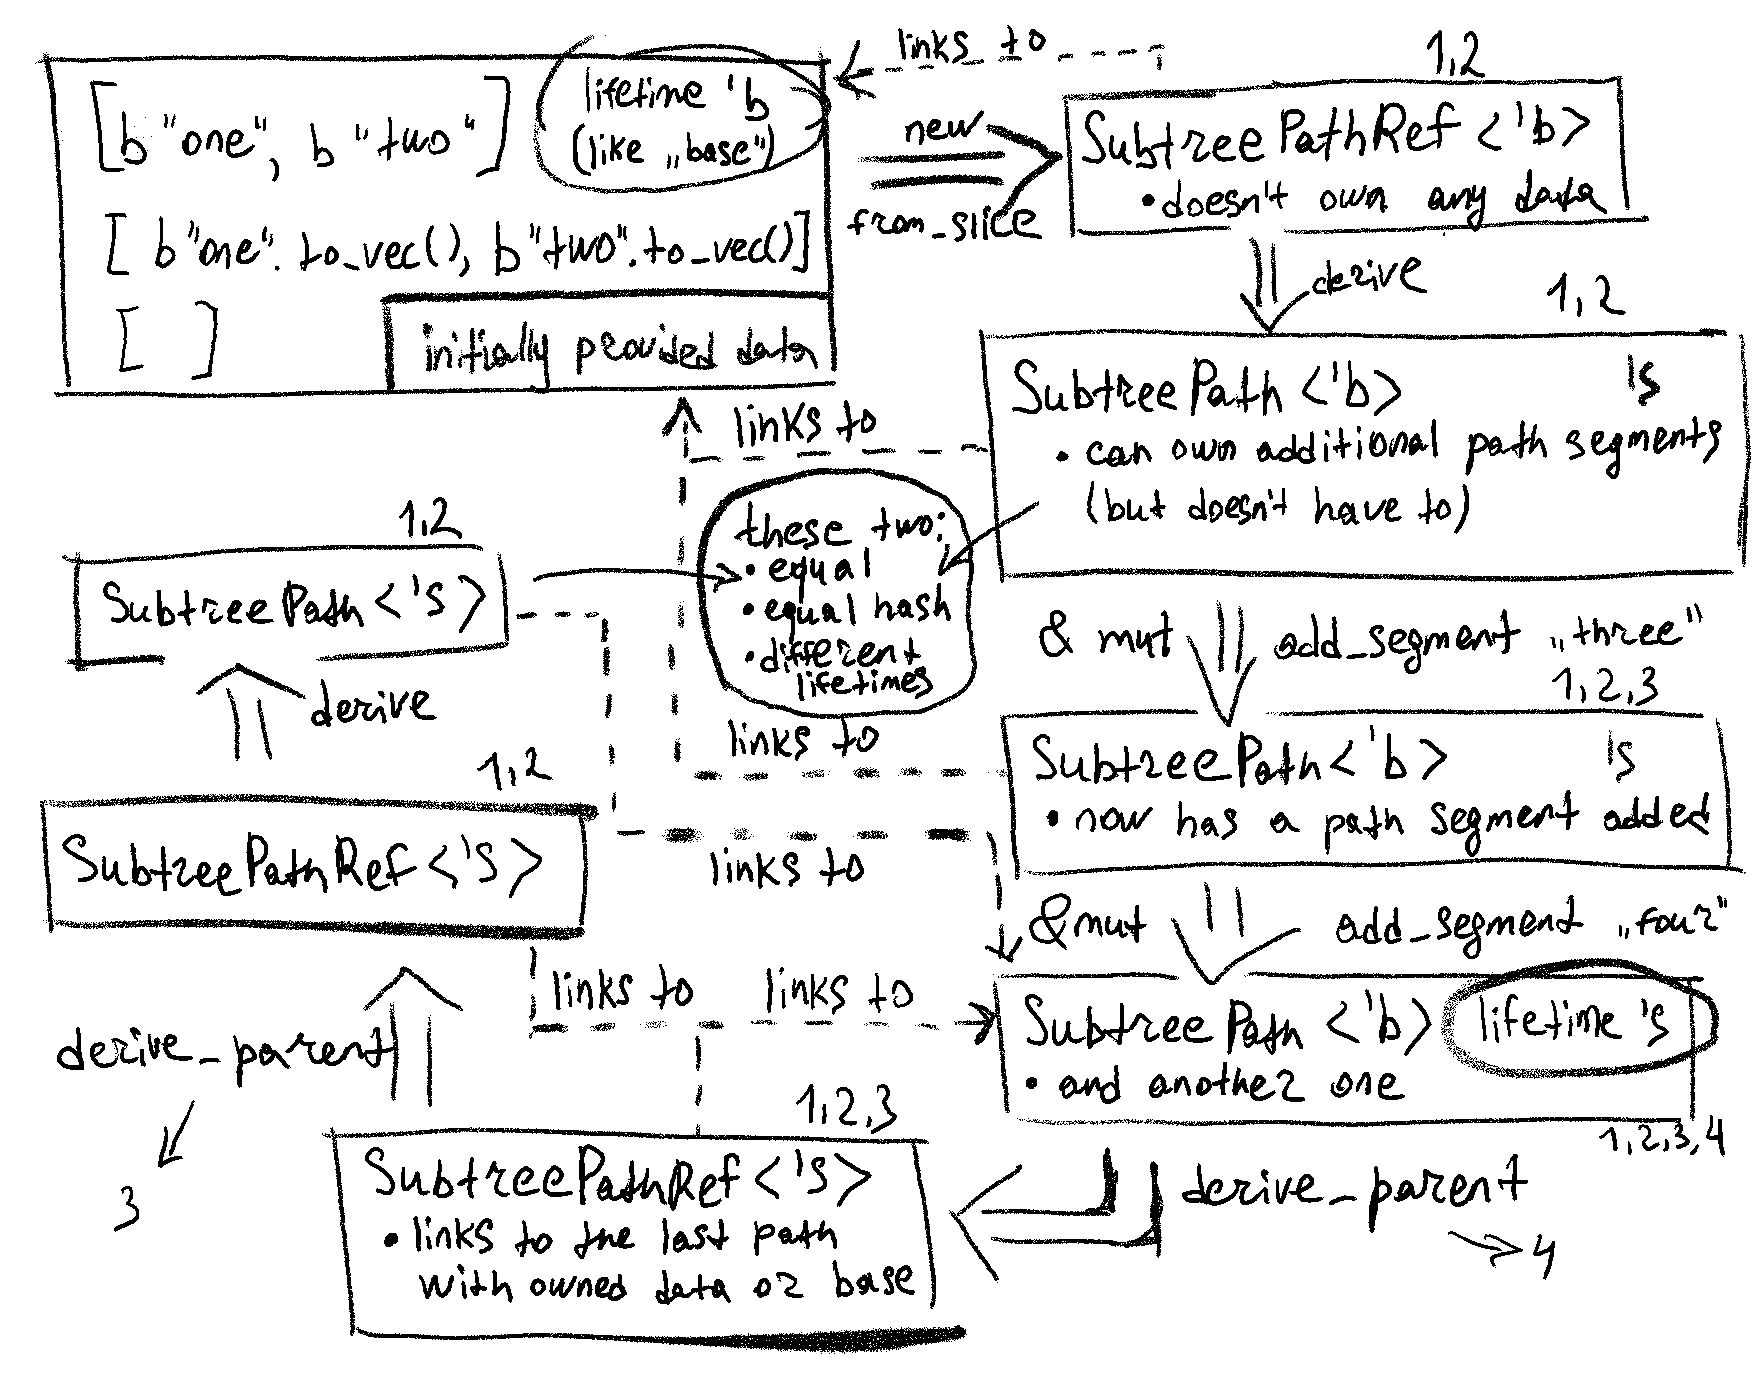 [b"one", b"two"]
lifetime 'b
(like „base")
[ b"one".to_vec(), b"two".to_vec()]
[ ]
initially provided data
links to
new
from_slice
1,2
SubtreePathRef <'b>
• doesn't own any data
derive
1,2
SubtreePath <'b> 's
• can own additional path segments
(but doesn't have to)
links to
these two:
• equal
• equal hash
• different
lifetimes
1,2
SubtreePath <'s>
derive
& mut
add_segment „three"
1,2,3
links to
SubtreePath <'b> 's
• now has a path segment added
1,2
SubtreePathRef <'s>
links to
&mut
add_segment „four"
links to
links to
SubtreePath <'b> lifetime 's
• and another one
1,2,3,4
derive_parent
3
1,2,3
SubtreePathRef <'s>
• links to the last path
with owned data or base
derive_parent
4